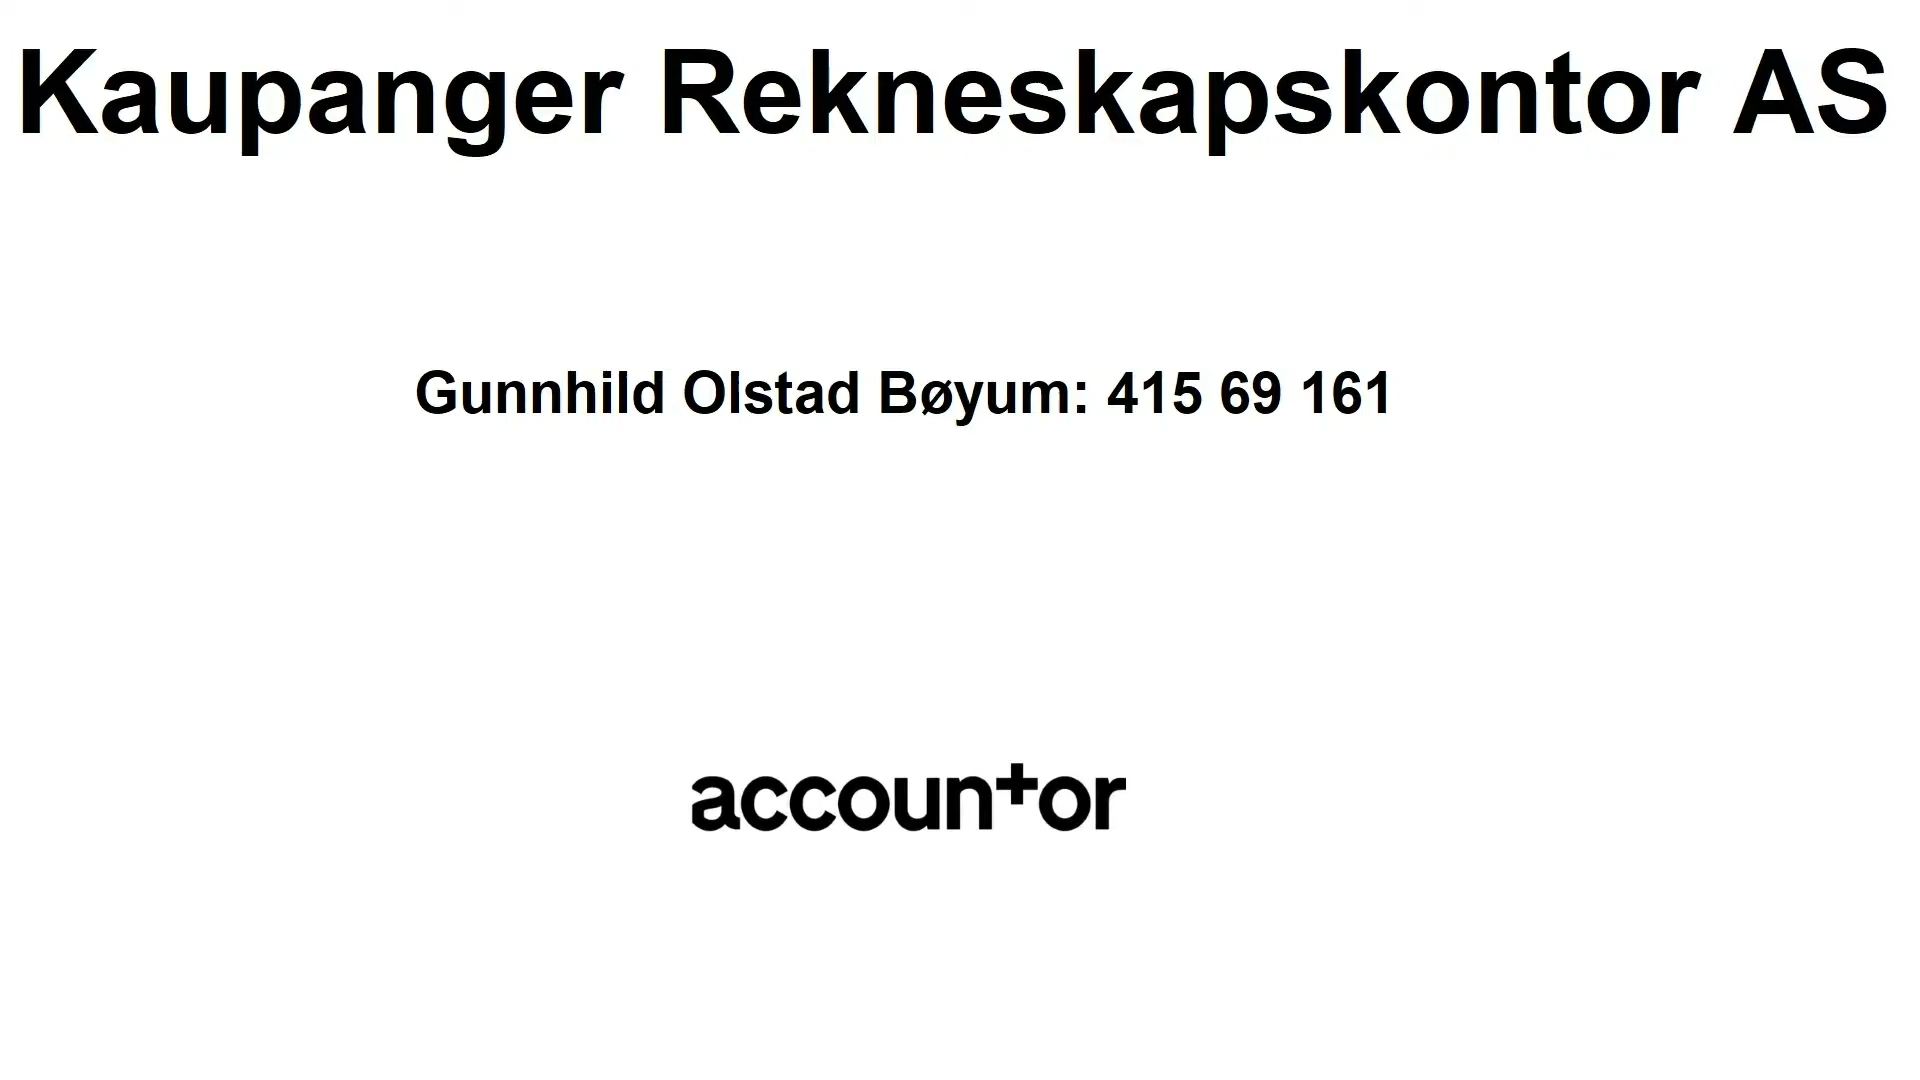 Kaupanger Rekneskapskontor AS
Gunnhild Olstad Bøyum: 415 69 161
accountor